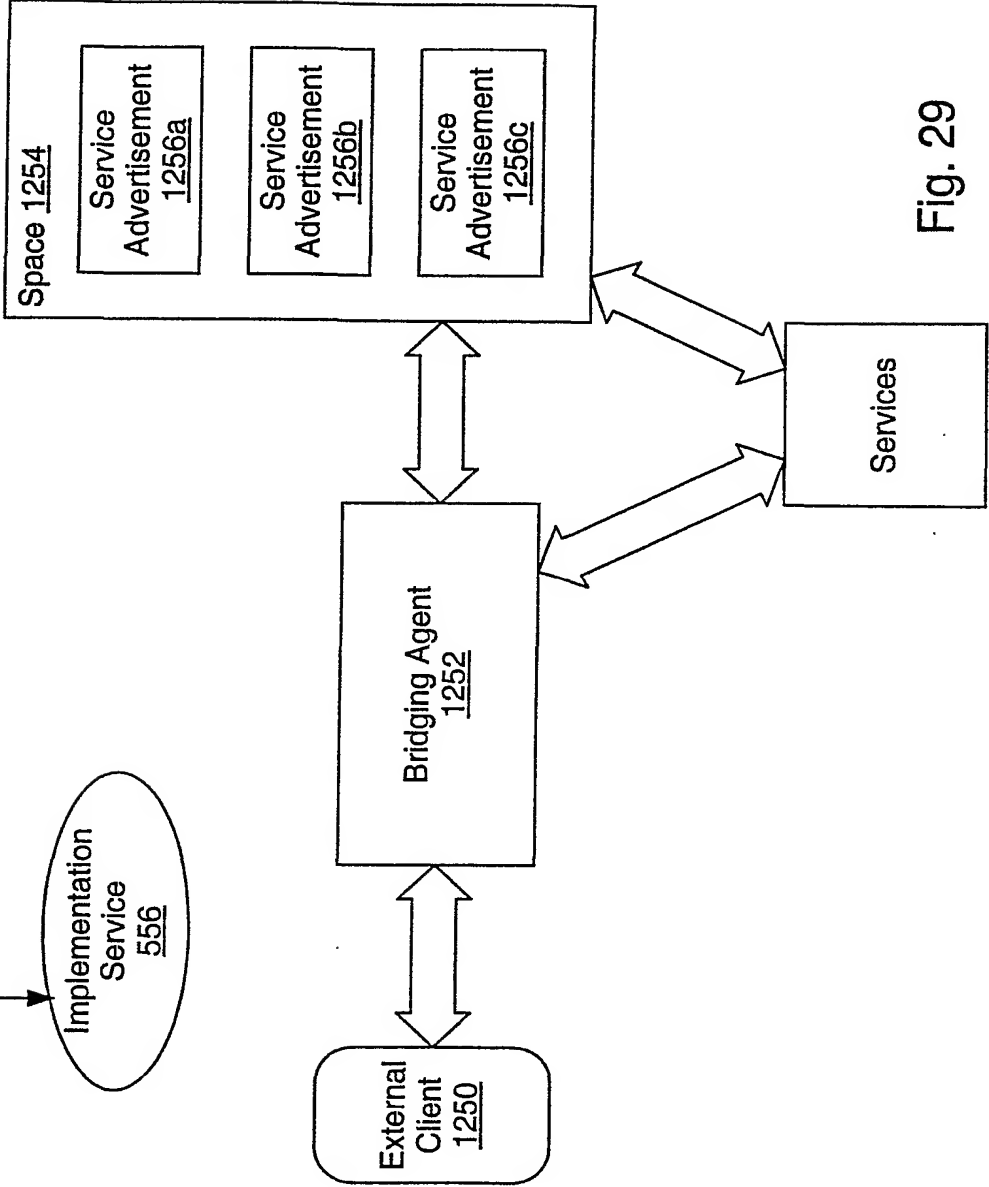 Implementation
Service
556
External
Client
1250
Bridging Agent
1252
Space 1254
Service
Advertisement
1256a
Service
Advertisement
1256b
Service
Advertisement
1256c
Services
Fig. 29